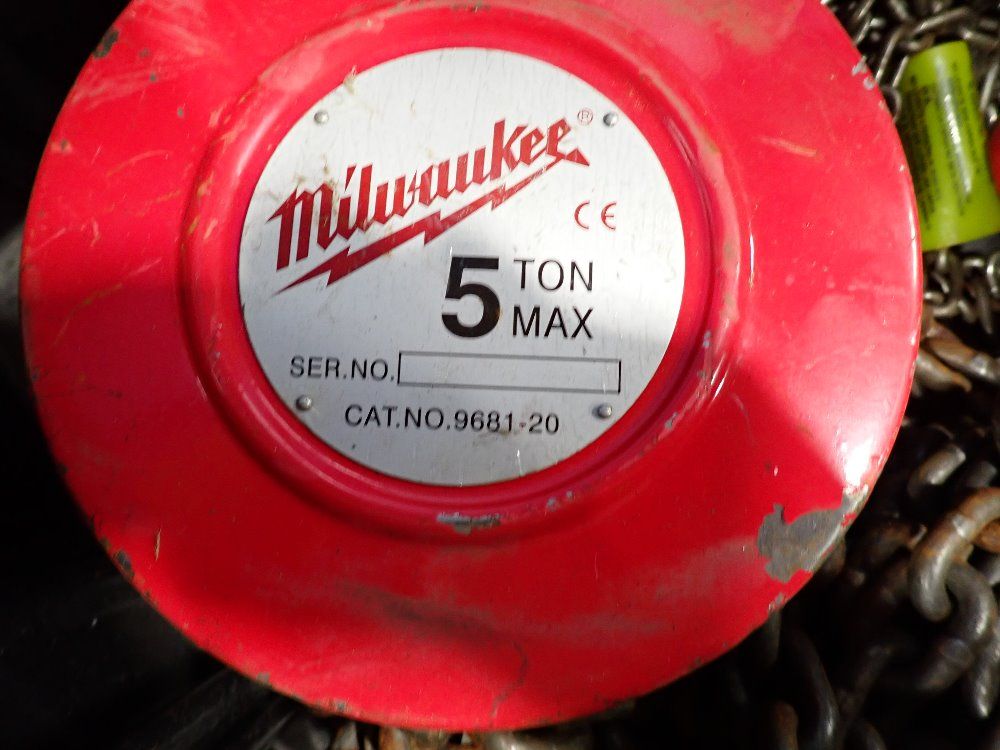 Milwaukee®
CE
5 TON
MAX
SER.NO.
CAT.NO.9681-20